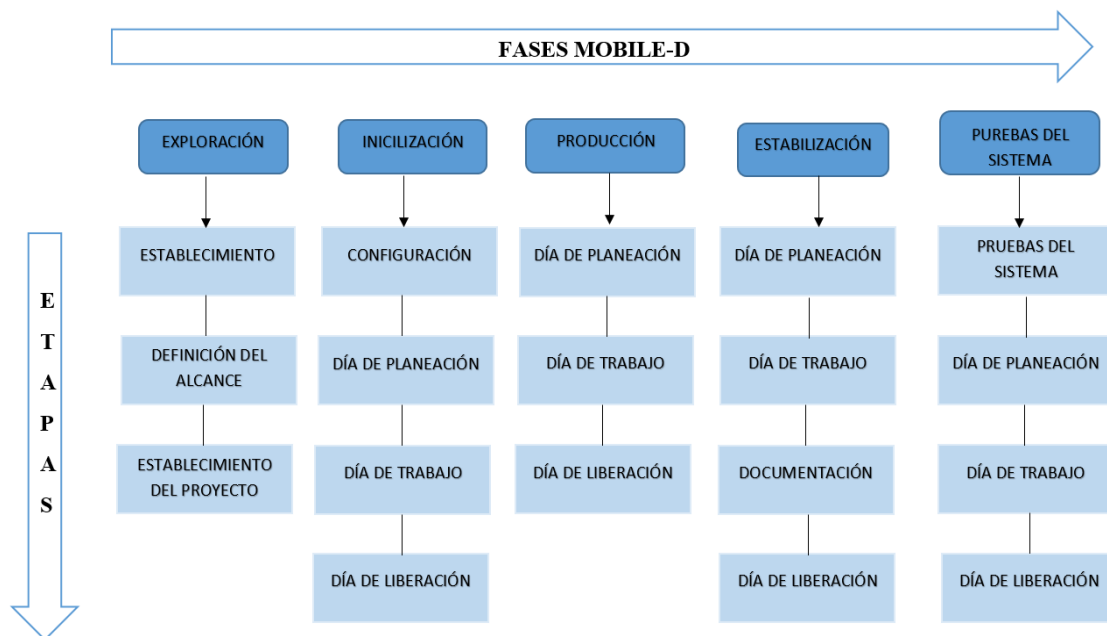 FASES MOBILE-D
EXPLORACIÓN
INICILIZACIÓN
PRODUCCIÓN
ESTABILIZACIÓN
PUREBAS DEL
SISTEMA
E
T
A
P
A
S
ESTABLECIMIENTO
DEFINICIÓN DEL
ALCANCE
ESTABLECIMIENTO
DEL PROYECTO
CONFIGURACIÓN
DÍA DE PLANEACIÓN
DÍA DE TRABAJO
DÍA DE LIBERACIÓN
DÍA DE PLANEACIÓN
DÍA DE TRABAJO
DÍA DE LIBERACIÓN
DÍA DE PLANEACIÓN
DÍA DE TRABAJO
DOCUMENTACIÓN
DÍA DE LIBERACIÓN
PRUEBAS DEL
SISTEMA
DÍA DE PLANEACIÓN
DÍA DE TRABAJO
DÍA DE LIBERACIÓN